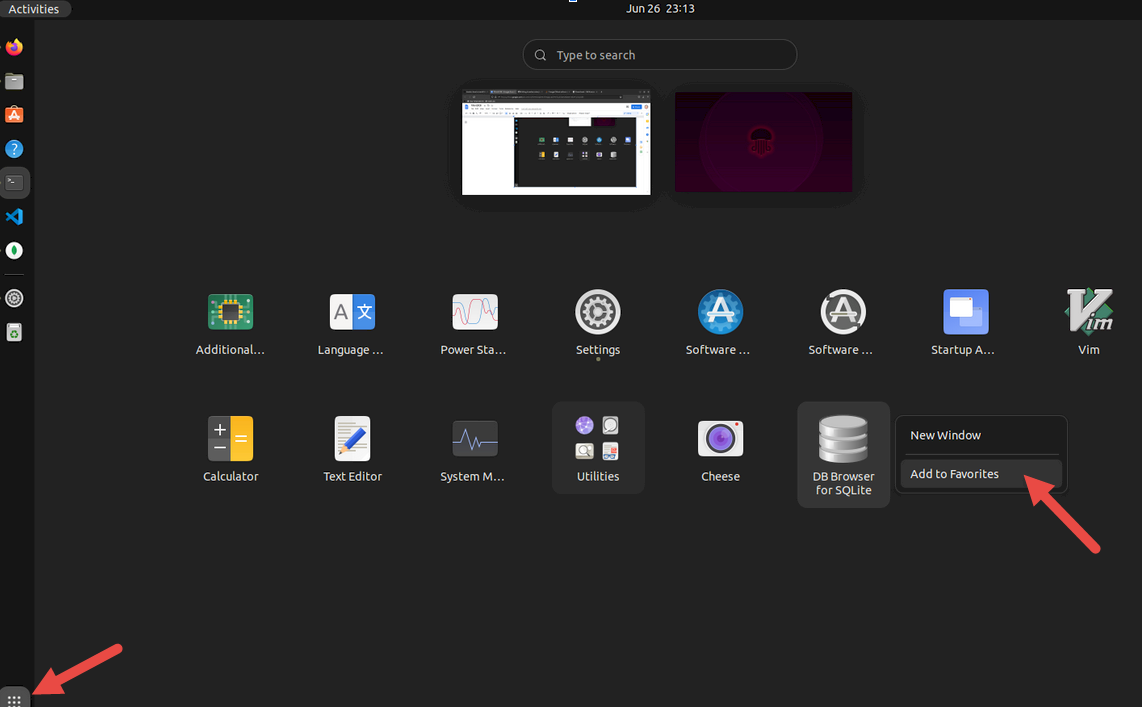 Activities
Jun 26 23:13
Type to search
Additional...
Language ...
Power Sta...
Settings
Software ...
Software ...
Startup A...
Vim
Calculator
Text Editor
System M...
Utilities
Cheese
DB Browser
for SQLite
New Window
Add to Favorites